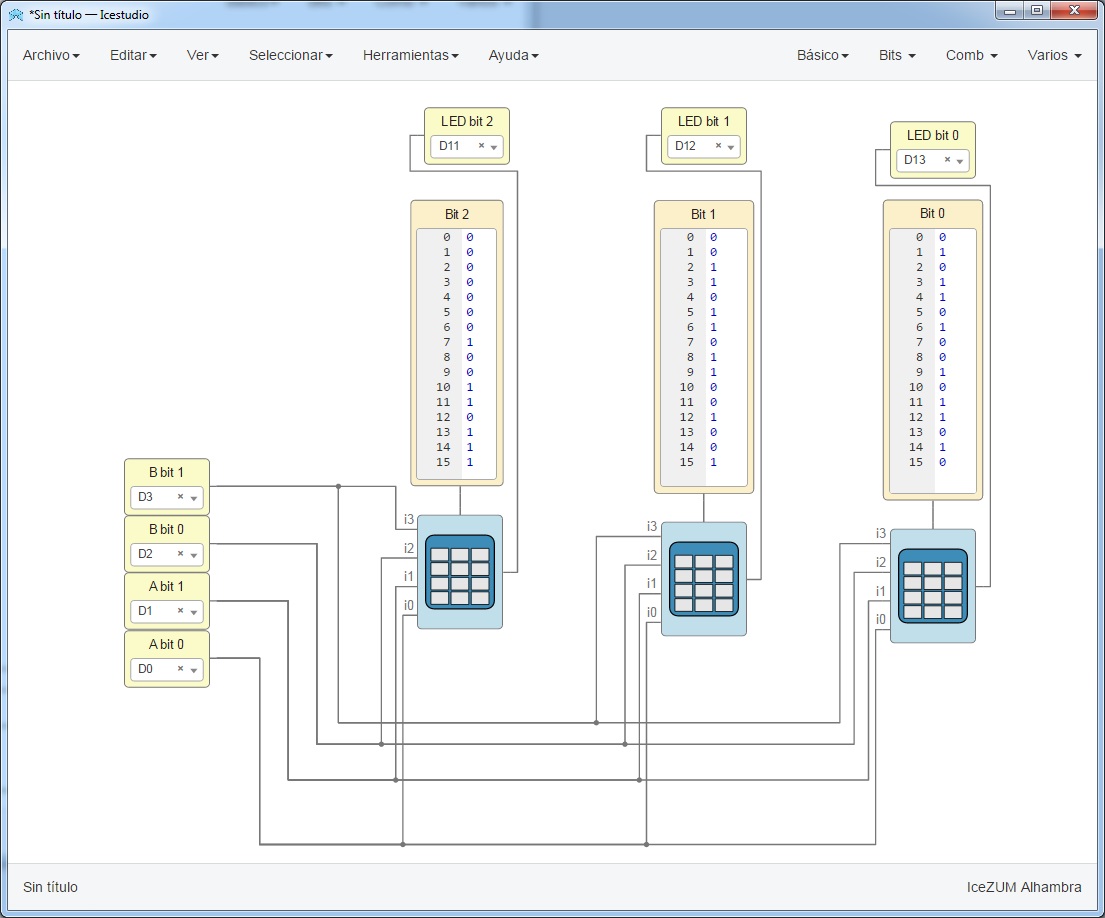 *Sin título — Icestudio
Archivo Editar Ver Seleccionar Herramientas Ayuda Básico Bits Comb Varios
LED bit 2
D11 ×
LED bit 1
D12 ×
LED bit 0
D13 ×
Bit 2
0 0
1 0
2 0
3 0
4 0
5 0
6 0
7 1
8 0
9 0
10 1
11 1
12 0
13 1
14 1
15 1
Bit 1
0 0
1 0
2 1
3 1
4 0
5 1
6 1
7 0
8 1
9 1
10 0
11 0
12 1
13 0
14 0
15 1
Bit 0
0 0
1 1
2 0
3 1
4 1
5 0
6 1
7 0
8 0
9 1
10 0
11 1
12 1
13 0
14 1
15 0
B bit 1
D3 ×
B bit 0
D2 ×
A bit 1
D1 ×
A bit 0
D0 ×
i3
i2
i1
i0
i3
i2
i1
i0
i3
i2
i1
i0
Sin título IceZUM Alhambra